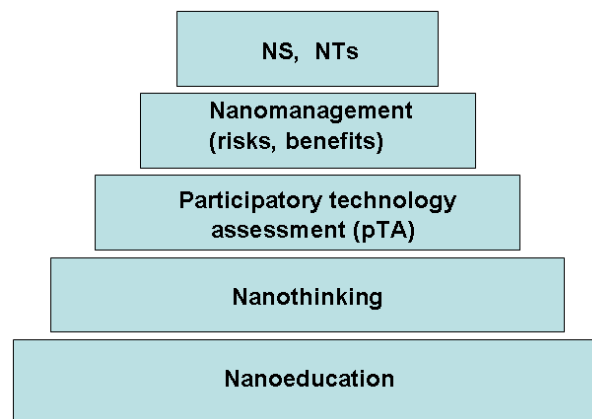 NS, NTs
Nanomanagement
(risks, benefits)
Participatory technology
assessment (pTA)
Nanothinking
Nanoeducation